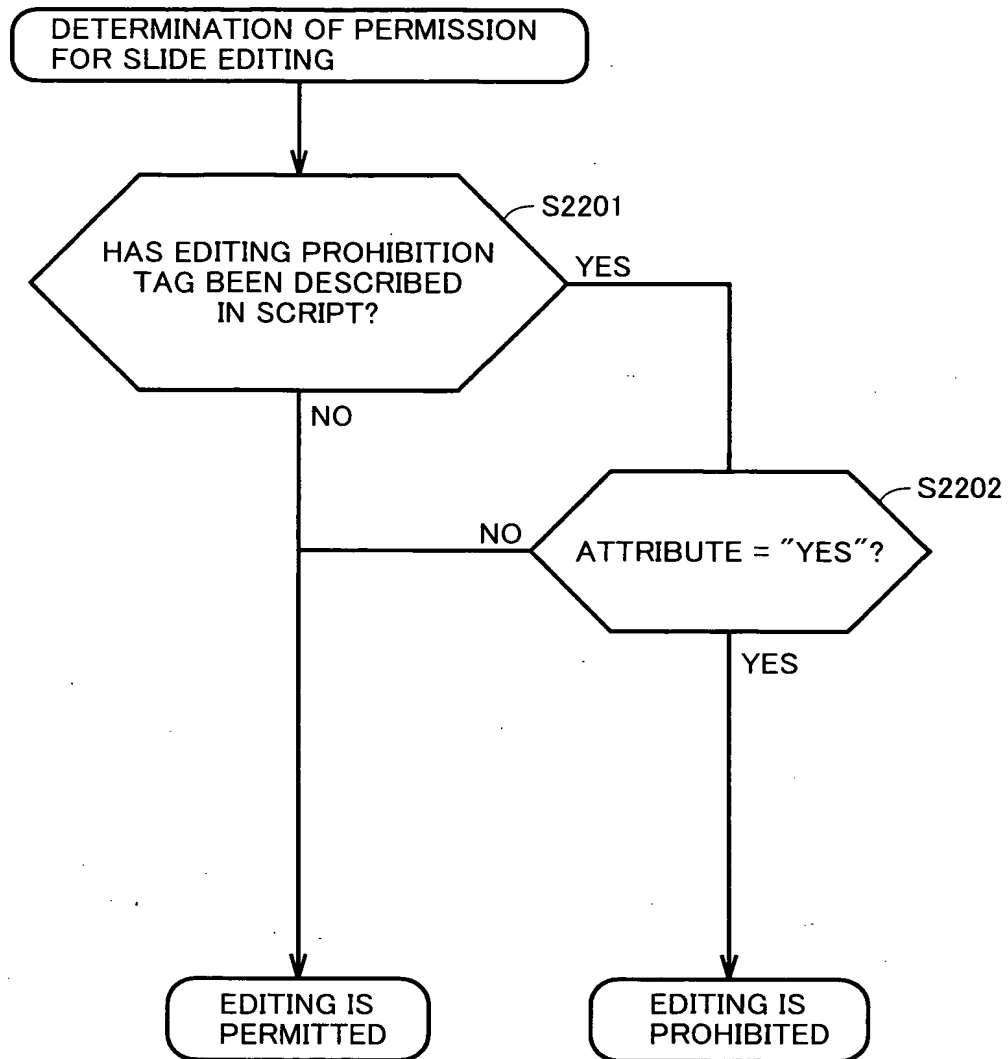 DETERMINATION OF PERMISSION
FOR SLIDE EDITING
S2201
HAS EDITING PROHIBITION
TAG BEEN DESCRIBED
IN SCRIPT?
YES
NO
S2202
NO
ATTRIBUTE = "YES"?
YES
EDITING IS
PERMITTED
EDITING IS
PROHIBITED